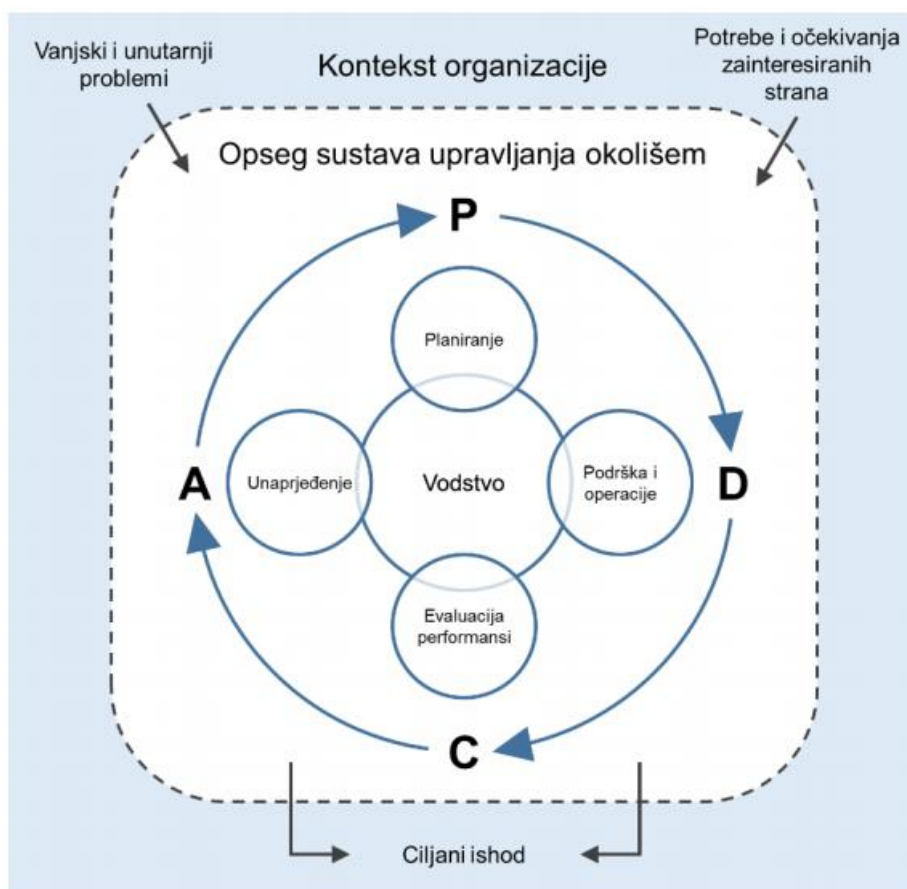 Vanjski i unutarnji
problemi
Kontekst organizacije
Potrebe i očekivanja
zainteresiranih
strana
Opseg sustava upravljanja okolišem
P
Planiranje
A
Unaprjeđenje
Vodstvo
Podrška i
operacije
D
Evaluacija
performansi
C
Ciljani ishod